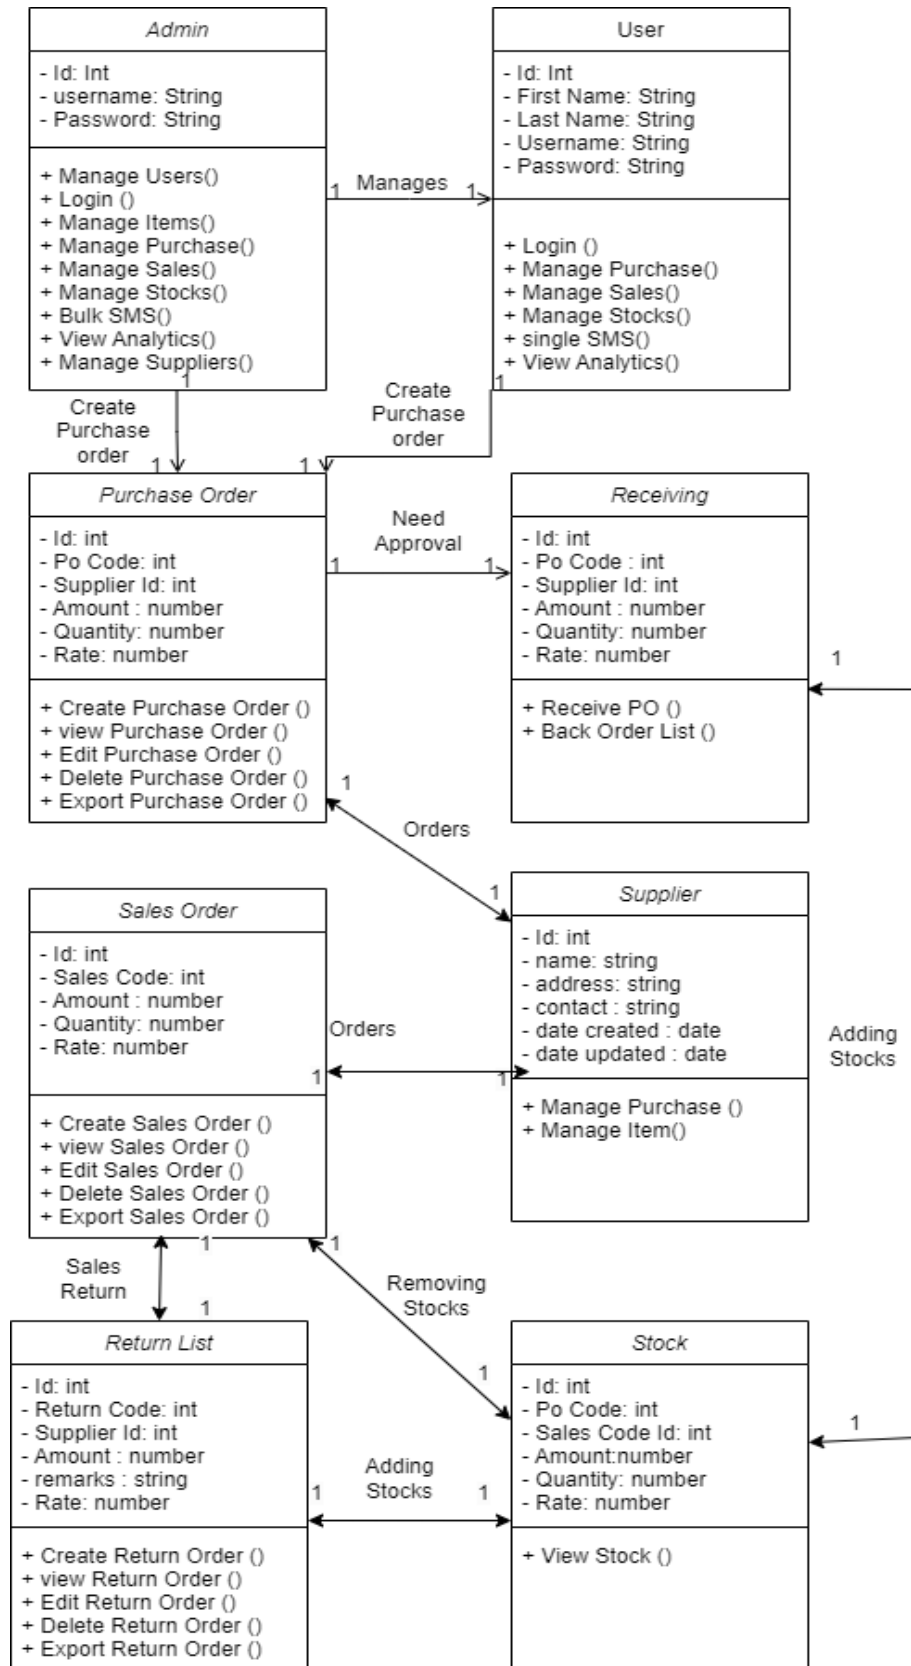 Admin
- Id: Int
- username: String
- Password: String
+ Manage Users()
+ Login ()
+ Manage Items()
+ Manage Purchase()
+ Manage Sales()
+ Manage Stocks()
+ Bulk SMS()
+ View Analytics()
+ Manage Suppliers()
1
Manages
1
User
- Id: Int
- First Name: String
- Last Name: String
- Username: String
- Password: String
+ Login ()
+ Manage Purchase()
+ Manage Sales()
+ Manage Stocks()
+ single SMS()
+ View Analytics()
1
Create
Purchase
order
1
1
Create
Purchase
order
1
Purchase Order
- Id: int
- Po Code: int
- Supplier Id: int
- Amount : number
- Quantity: number
- Rate: number
+ Create Purchase Order ()
+ view Purchase Order ()
+ Edit Purchase Order ()
+ Delete Purchase Order ()
+ Export Purchase Order ()
1
Need
Approval
1
Receiving
- Id: int
- Po Code : int
- Supplier Id: int
- Amount : number
- Quantity: number
- Rate: number
+ Receive PO ()
+ Back Order List ()
1
1
Orders
1
Sales Order
- Id: int
- Sales Code: int
- Amount : number
- Quantity: number
- Rate: number
+ Create Sales Order ()
+ view Sales Order ()
+ Edit Sales Order ()
+ Delete Sales Order ()
+ Export Sales Order ()
Orders
1
1
Supplier
- Id: int
- name: string
- address: string
- contact : string
- date created : date
- date updated : date
+ Manage Purchase ()
+ Manage Item()
Adding
Stocks
1
Sales
Return
1
1
Removing
Stocks
1
Return List
- Id: int
- Return Code: int
- Supplier Id: int
- Amount : number
- remarks : string
- Rate: number
+ Create Return Order ()
+ view Return Order ()
+ Edit Return Order ()
+ Delete Return Order ()
+ Export Return Order ()
1
Adding
Stocks
1
Stock
- Id: int
- Po Code: int
- Sales Code Id: int
- Amount:number
- Quantity: number
- Rate: number
+ View Stock ()
1